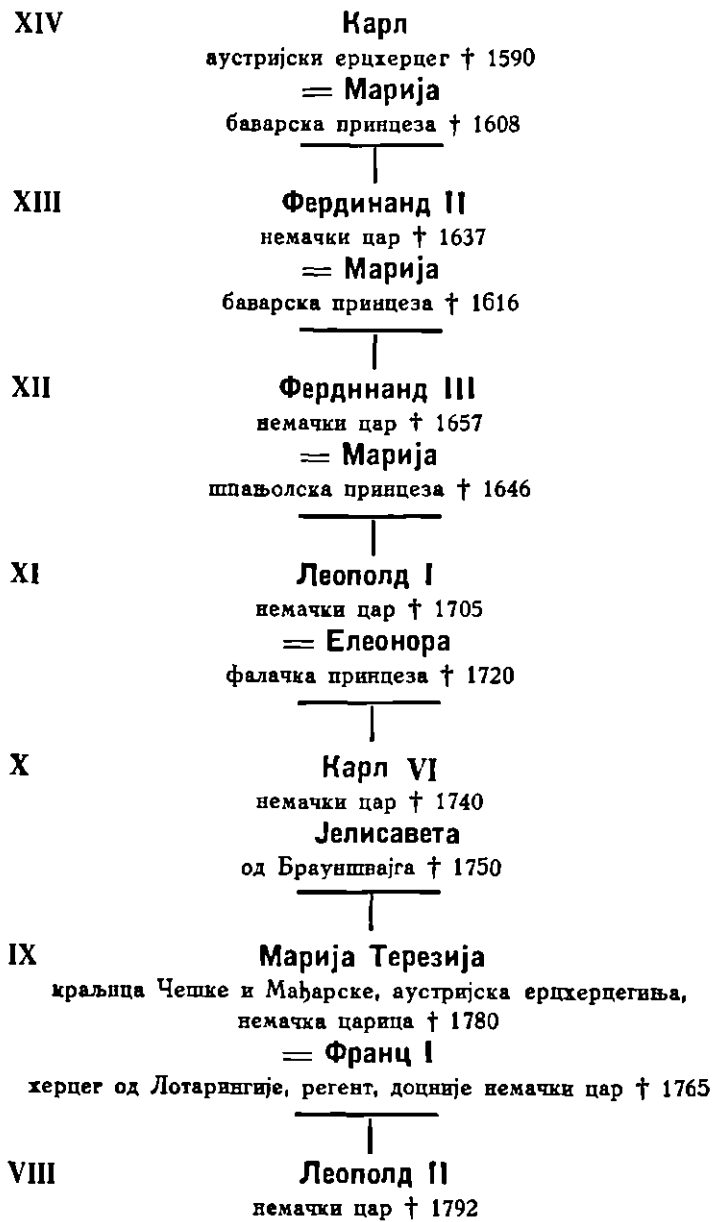 XIV Карл
аустријски ерцхерцег † 1590
= Марија
баварска принцеза † 1608
XIII Фердинанд II
немачки цар † 1637
= Марија
баварска принцеза † 1616
XII Фердннанд III
немачки цар † 1657
= Марија
шпањолска принцеза † 1646
XI Леополд I
немачки цар † 1705
= Елеонора
фалачка принцеза † 1720
X Карл VI
немачки цар † 1740
Јелисавета
од Брауншвајга † 1750
IX Марија Терезија
краљица Чешке и Мађарске, аустријска ерцхерцегиња,
немачка царица † 1780
= Франц I
херцег од Лотарингије, регент, доцније немачки цар † 1765
VIII Леополд II
немачки цар † 1792